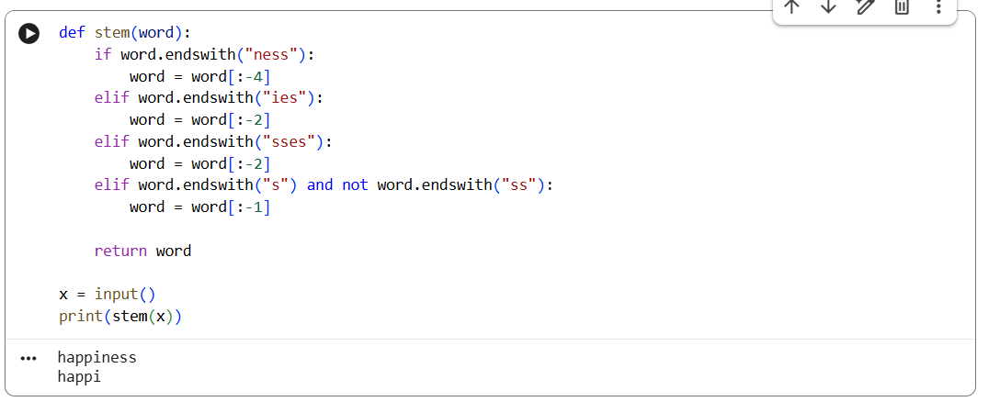 def stem(word):
    if word.endswith("ness"):
        word = word[:-4]
    elif word.endswith("ies"):
        word = word[:-2]
    elif word.endswith("sses"):
        word = word[:-2]
    elif word.endswith("s") and not word.endswith("ss"):
        word = word[:-1]

    return word

x = input()
print(stem(x))
happiness
happi